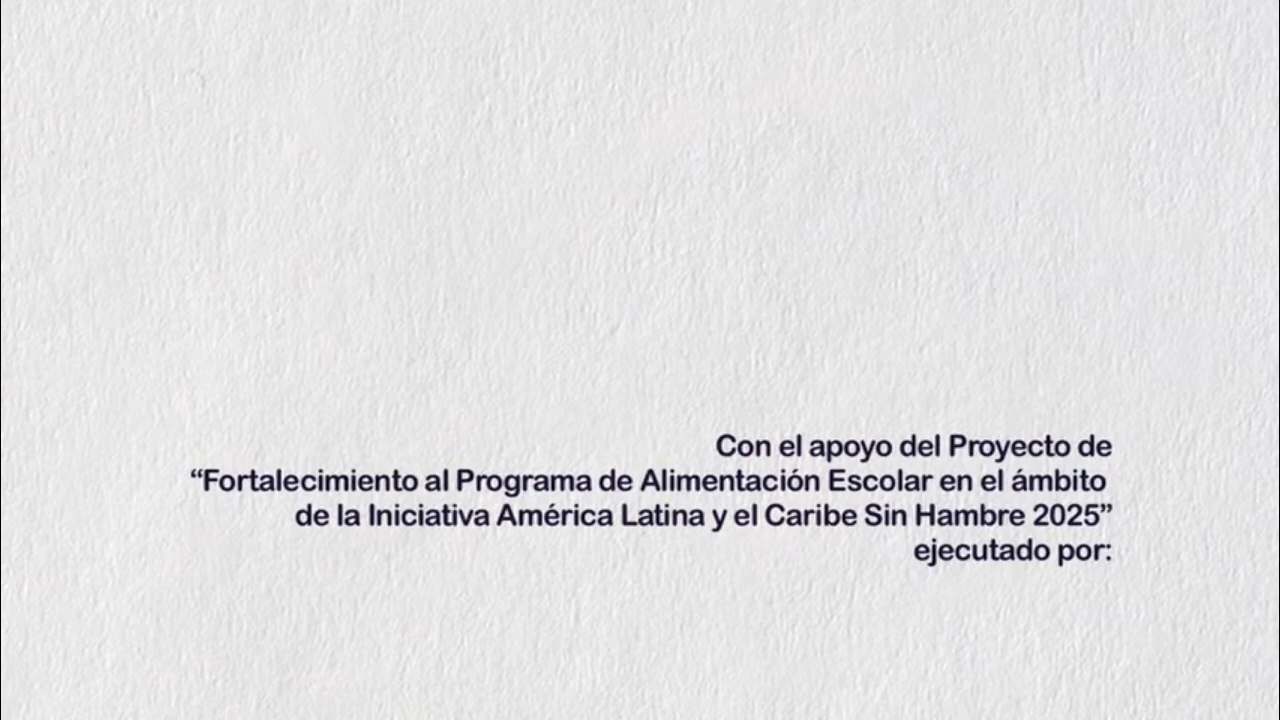 Con el apoyo del Proyecto de
“Fortalecimiento al Programa de Alimentación Escolar en el ámbito
de la Iniciativa América Latina y el Caribe Sin Hambre 2025”
ejecutado por: